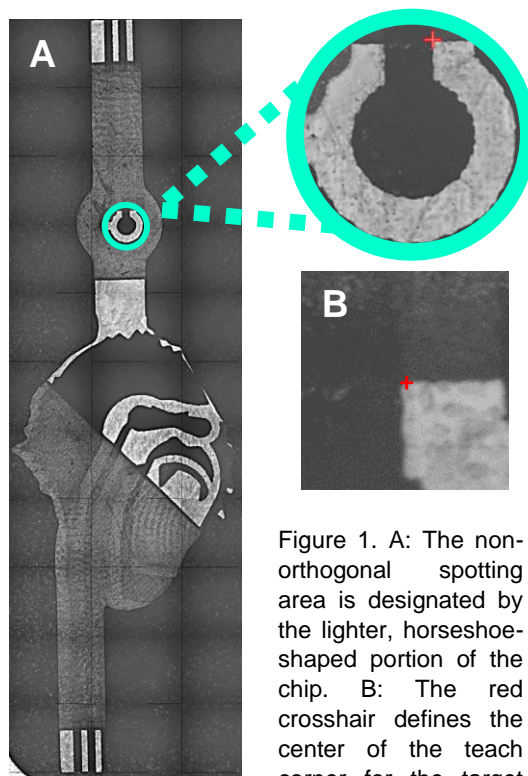 A
B
Figure 1. A: The non-
orthogonal spotting
area is designated by
the lighter, horseshoe-
shaped portion of the
chip. B: The red
crosshair defines the
center of the teach
corner for the target